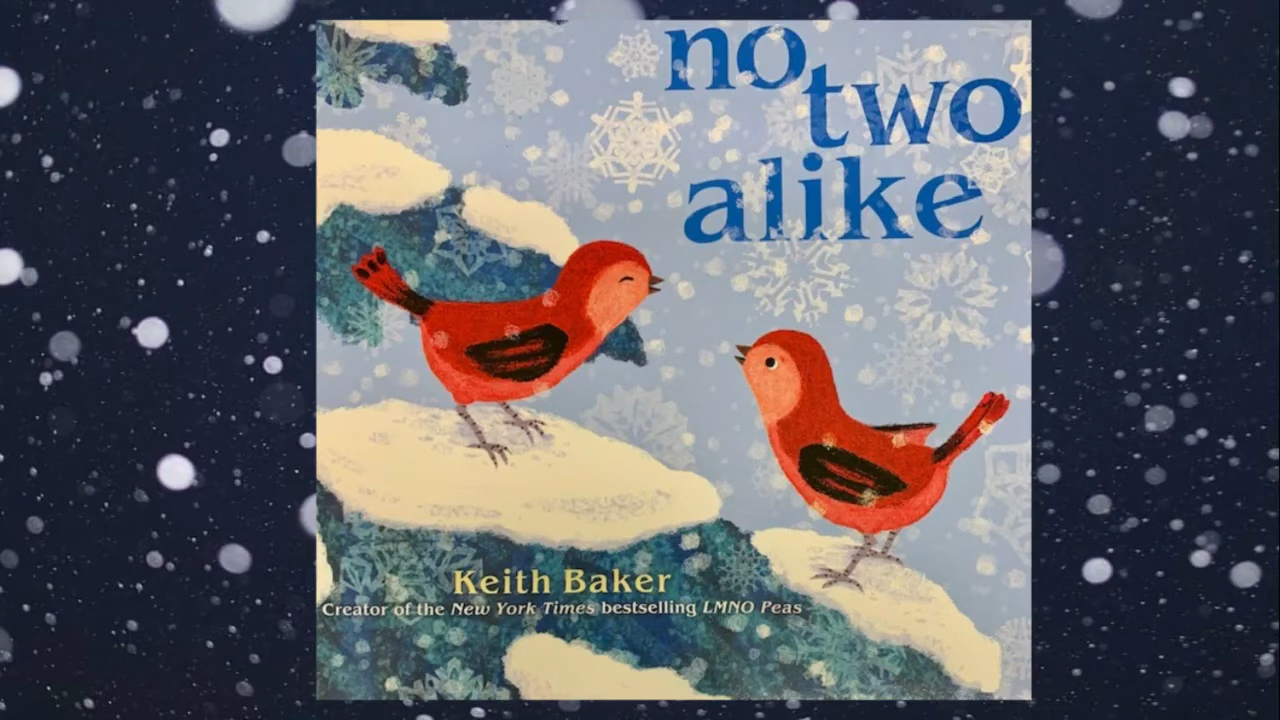 no
two
alike
Keith Baker
Creator of the New York Times bestselling LMNO Peas